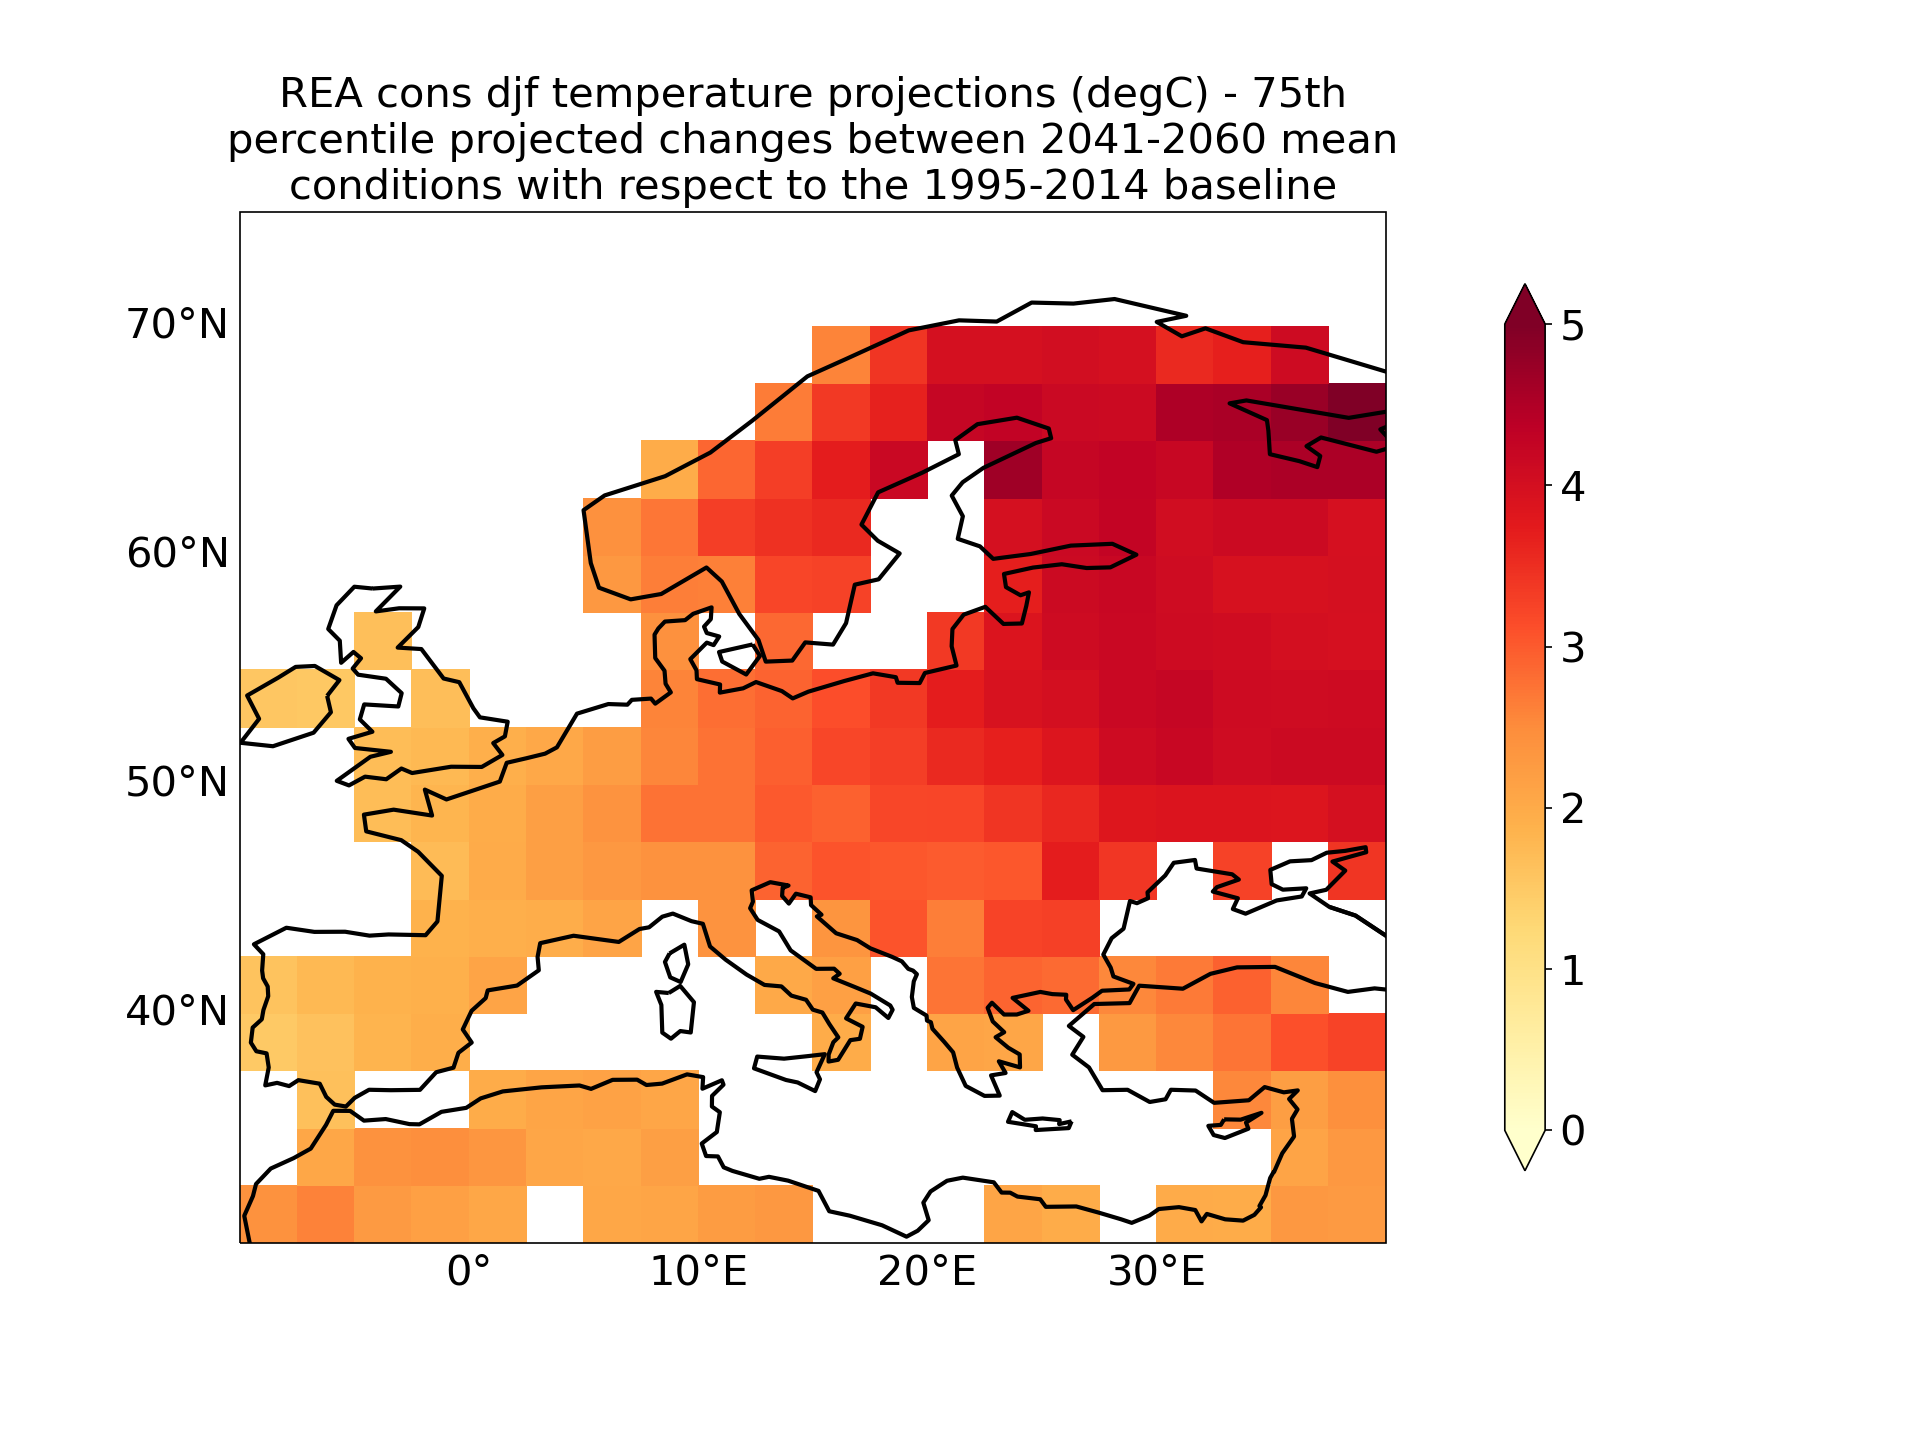 REA cons djf temperature projections (degC) - 75th
percentile projected changes between 2041-2060 mean
conditions with respect to the 1995-2014 baseline
70°N
60°N
50°N
40°N
0°
10°E
20°E
30°E
5
4
3
2
1
0